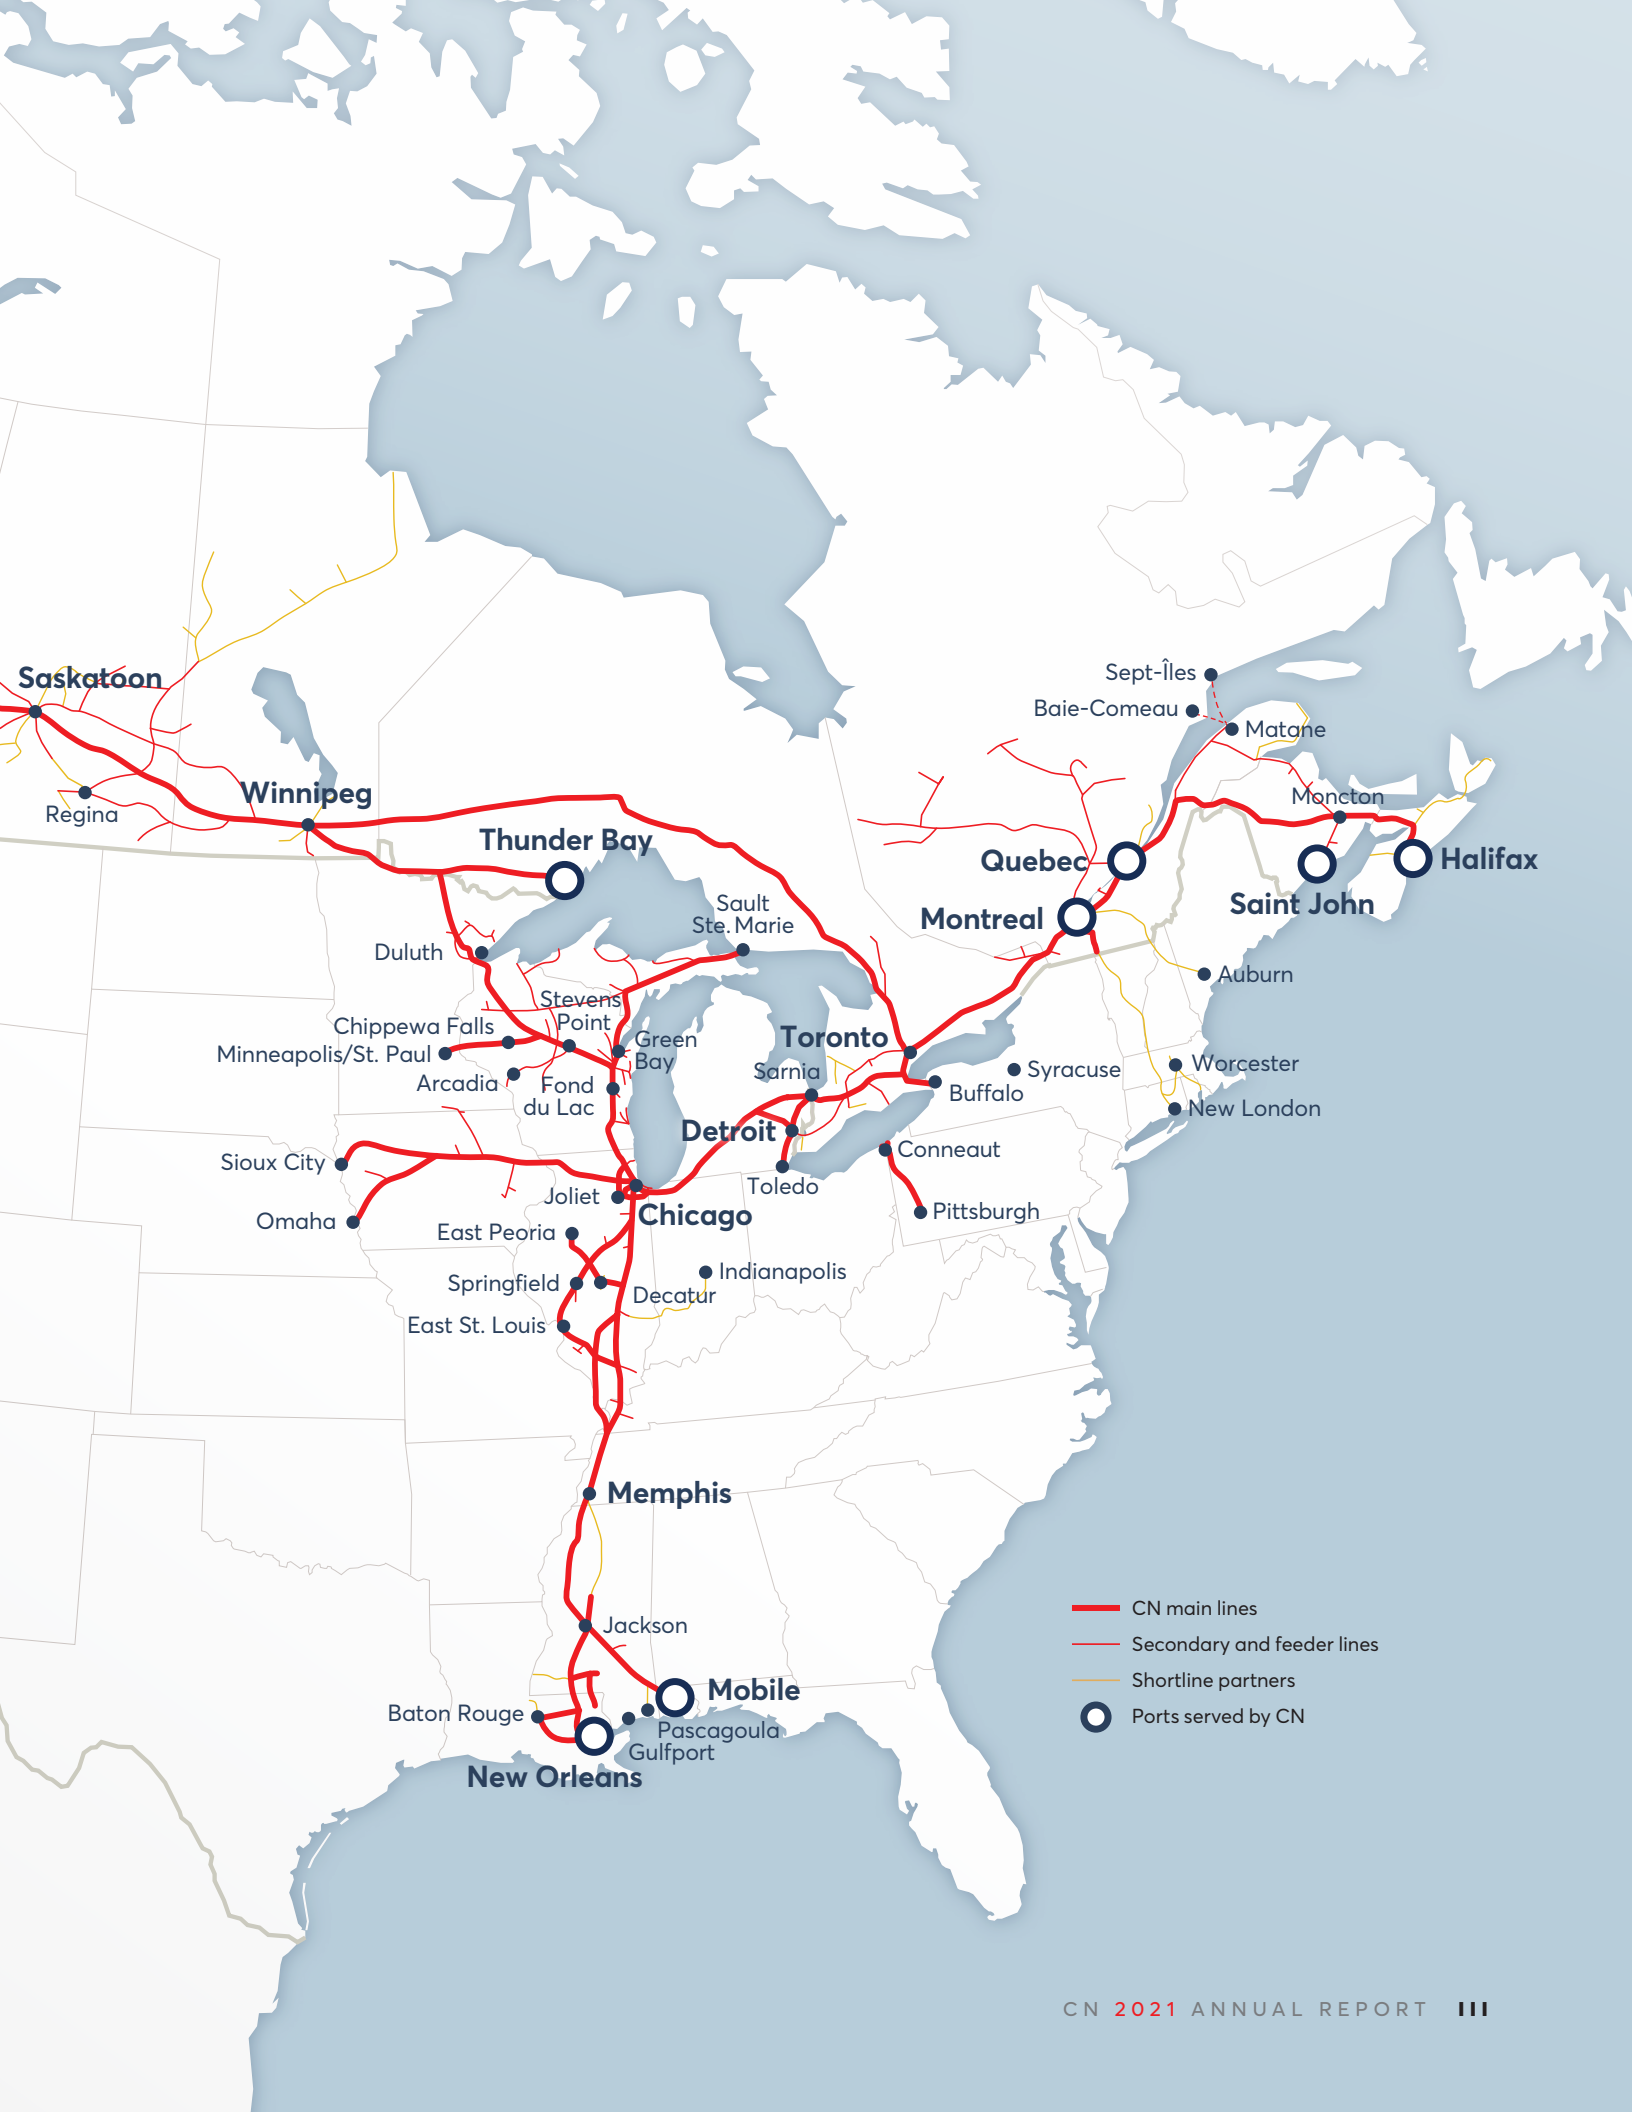 Sept-Îles
Baie-Comeau
Matane
Saskatoon
Winnipeg
Regina
Moncton
Thunder Bay
Quebec
Halifax
Sault
Ste. Marie
Montreal
Saint John
Duluth
Auburn
Stevens
Point
Chippewa Falls
Minneapolis/St. Paul
Green
Bay
Toronto
Sarnia
Syracuse
Worcester
Arcadia
Fond
du Lac
Buffalo
New London
Detroit
Conneaut
Sioux City
Toledo
Joliet
Omaha
Chicago
Pittsburgh
East Peoria
Indianapolis
Springfield
Decatur
East St. Louis
Memphis
Jackson
Mobile
Baton Rouge
Pascagoula
Gulfport
New Orleans
CN main lines
Secondary and feeder lines
Shortline partners
Ports served by CN
CN 2021 ANNUAL REPORT III